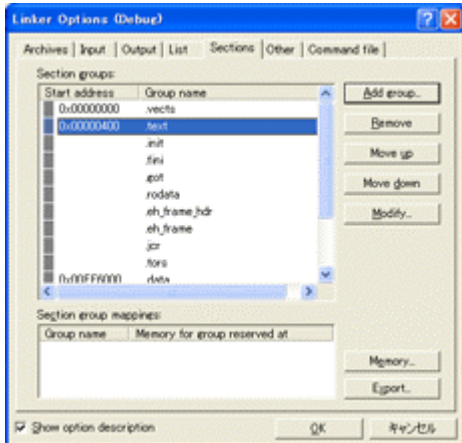 Linker Options (Debug)
Archives Input Output List Sections Other Command file
Section groups:
Start address Group name
0x00000000 .vects
0x00000400 .text
.init
.fini
.got
.rodata
.eh_frame_hdr
.eh_frame
.jcr
.tors
0x00FF6000 .data
Add group...
Remove
Move up
Move down
Modify...
Section group mappings:
Group name Memory for group reserved at
Memory...
Export...
Show option description
OK
キャンセル